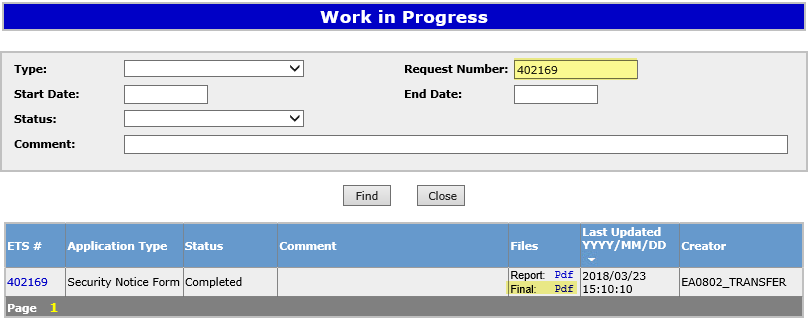 Work in Progress
Type: Request Number: 402169
Start Date: End Date:
Status:
Comment:
Find Close
ETS # Application Type Status Comment Files Last Updated YYYY/MM/DD Creator
402169 Security Notice Form Completed Report: Pdf 2018/03/23 EA0802_TRANSFER
Final: Pdf 15:10:10
Page 1